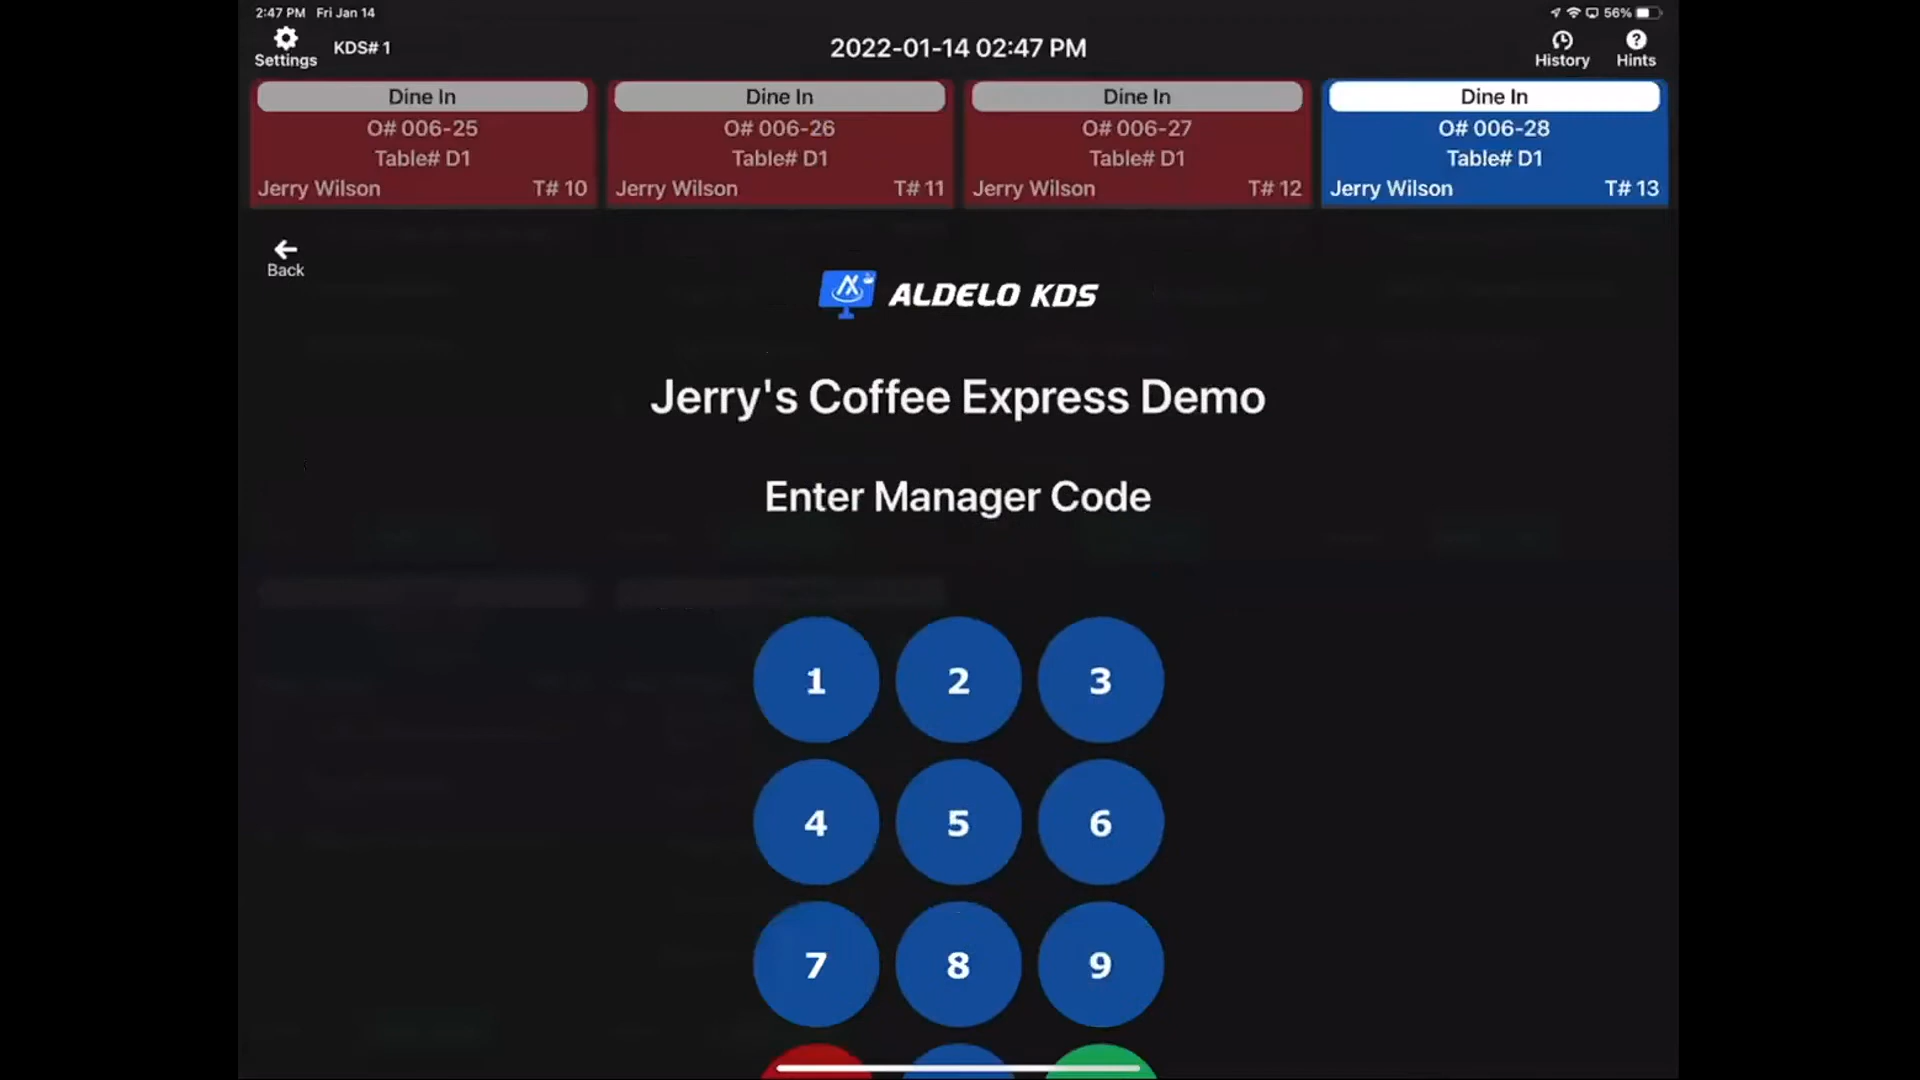 2:47 PM Fri Jan 14
56%
Settings
KDS# 1
2022-01-14 02:47 PM
History
Hints
Dine In
O# 006-25
Table# D1
Jerry Wilson T# 10
Dine In
O# 006-26
Table# D1
Jerry Wilson T# 11
Dine In
O# 006-27
Table# D1
Jerry Wilson T# 12
Dine In
O# 006-28
Table# D1
Jerry Wilson T# 13
Back
ALDELO KDS
Jerry's Coffee Express Demo
Enter Manager Code
1 2 3
4 5 6
7 8 9